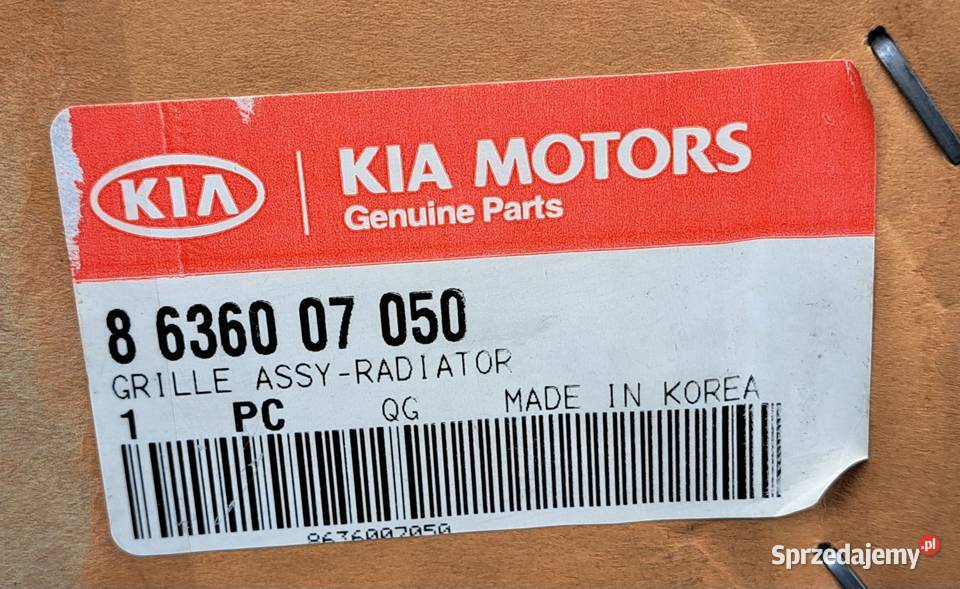 KIA
KIA MOTORS
Genuine Parts
8 6360 07 050
GRILLE ASSY-RADIATOR
1 PC QG MADE IN KOREA
8636007050
Sprzedajemy.pl